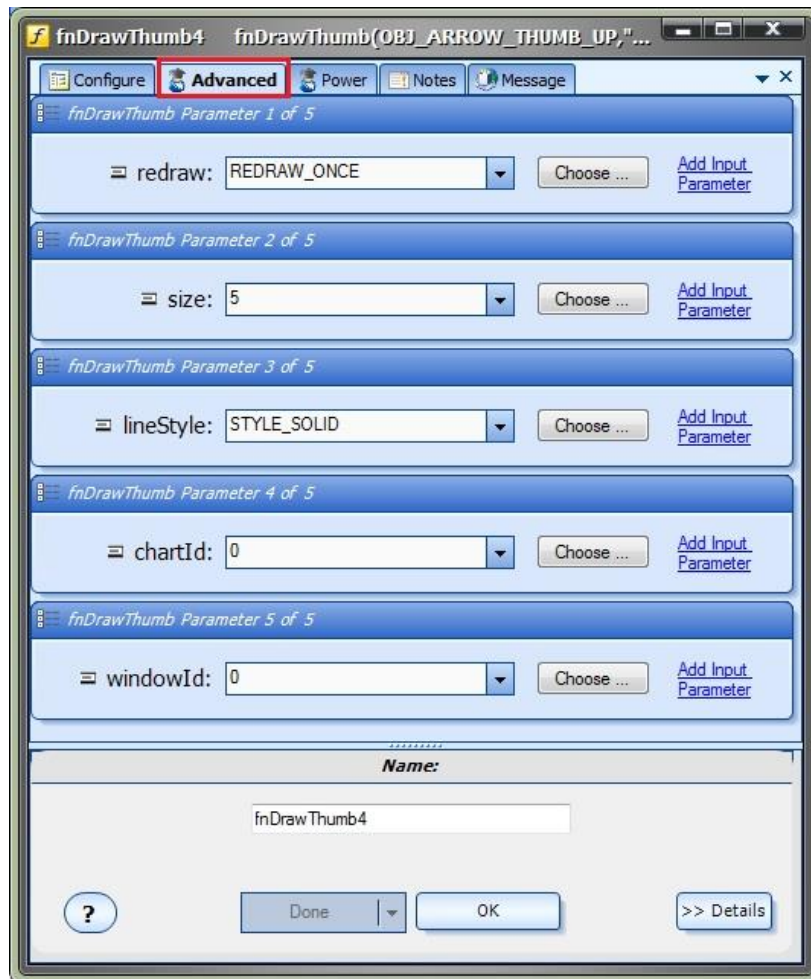 fnDrawThumb4 fnDrawThumb(OBJ_ARROW_THUMB_UP,"...
Configure Advanced Power Notes Message
fnDrawThumb Parameter 1 of 5
redraw: REDRAW_ONCE Choose ... Add Input
Parameter
fnDrawThumb Parameter 2 of 5
size: 5 Choose ... Add Input
Parameter
fnDrawThumb Parameter 3 of 5
lineStyle: STYLE_SOLID Choose ... Add Input
Parameter
fnDrawThumb Parameter 4 of 5
chartId: 0 Choose ... Add Input
Parameter
fnDrawThumb Parameter 5 of 5
windowId: 0 Choose ... Add Input
Parameter
Name:
fnDrawThumb4
? Done OK >> Details